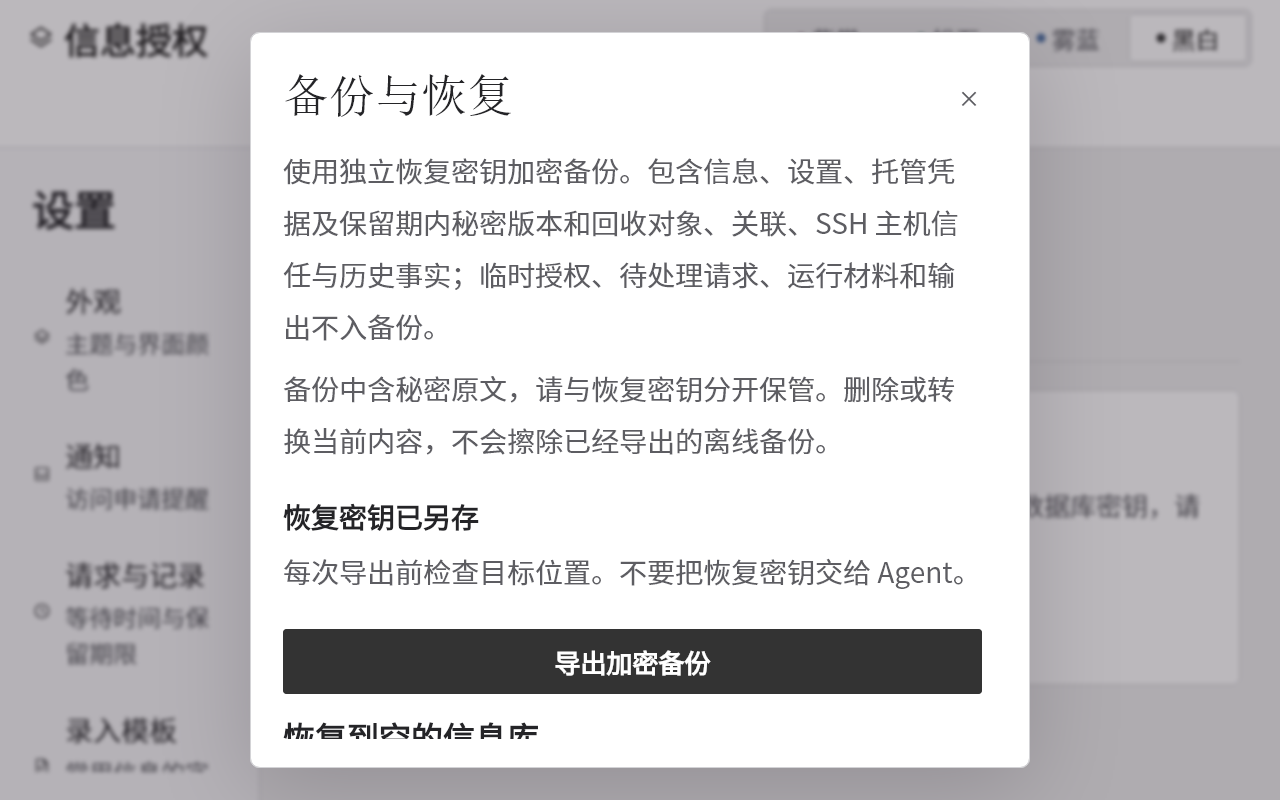 信息授权
雾蓝
黑白
设置
外观
主题与界面颜
色
通知
访问申请提醒
请求与记录
等待时间与保
留期限
录入模板
备份与恢复
使用独立恢复密钥加密备份。包含信息、设置、托管凭
据及保留期内秘密版本和回收对象、关联、SSH 主机信
任与历史事实；临时授权、待处理请求、运行材料和输
出不入备份。
备份中含秘密原文，请与恢复密钥分开保管。删除或转
换当前内容，不会擦除已经导出的离线备份。
恢复密钥已另存
每次导出前检查目标位置。不要把恢复密钥交给 Agent。
导出加密备份
恢复到空的信息库
数据库密钥，请